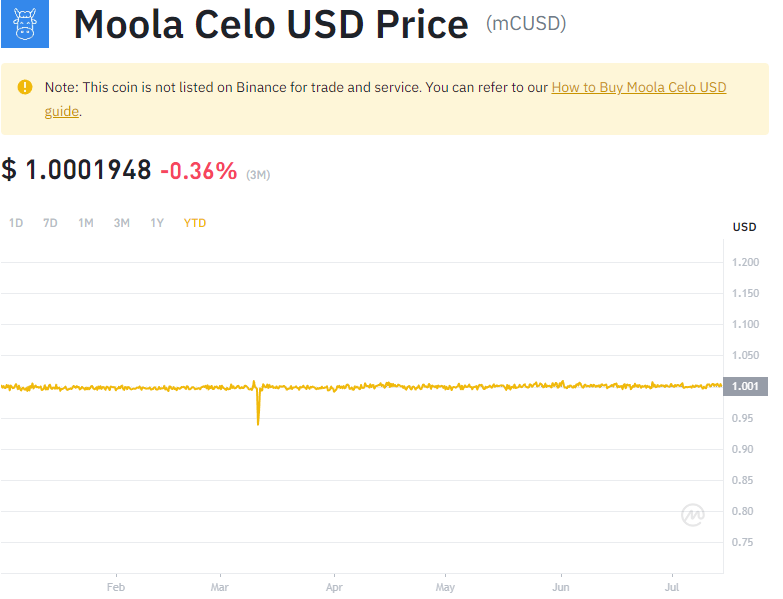 Moola Celo USD Price (mCUSD)
Note: This coin is not listed on Binance for trade and service. You can refer to our How to Buy Moola Celo USD
guide.
$ 1.0001948 -0.36% (3M)
1D 7D 1M 3M 1Y YTD
USD
1.200
1.150
1.100
1.050
1.001
0.95
0.90
0.85
0.80
0.75
Feb Mar Apr May Jun Jul